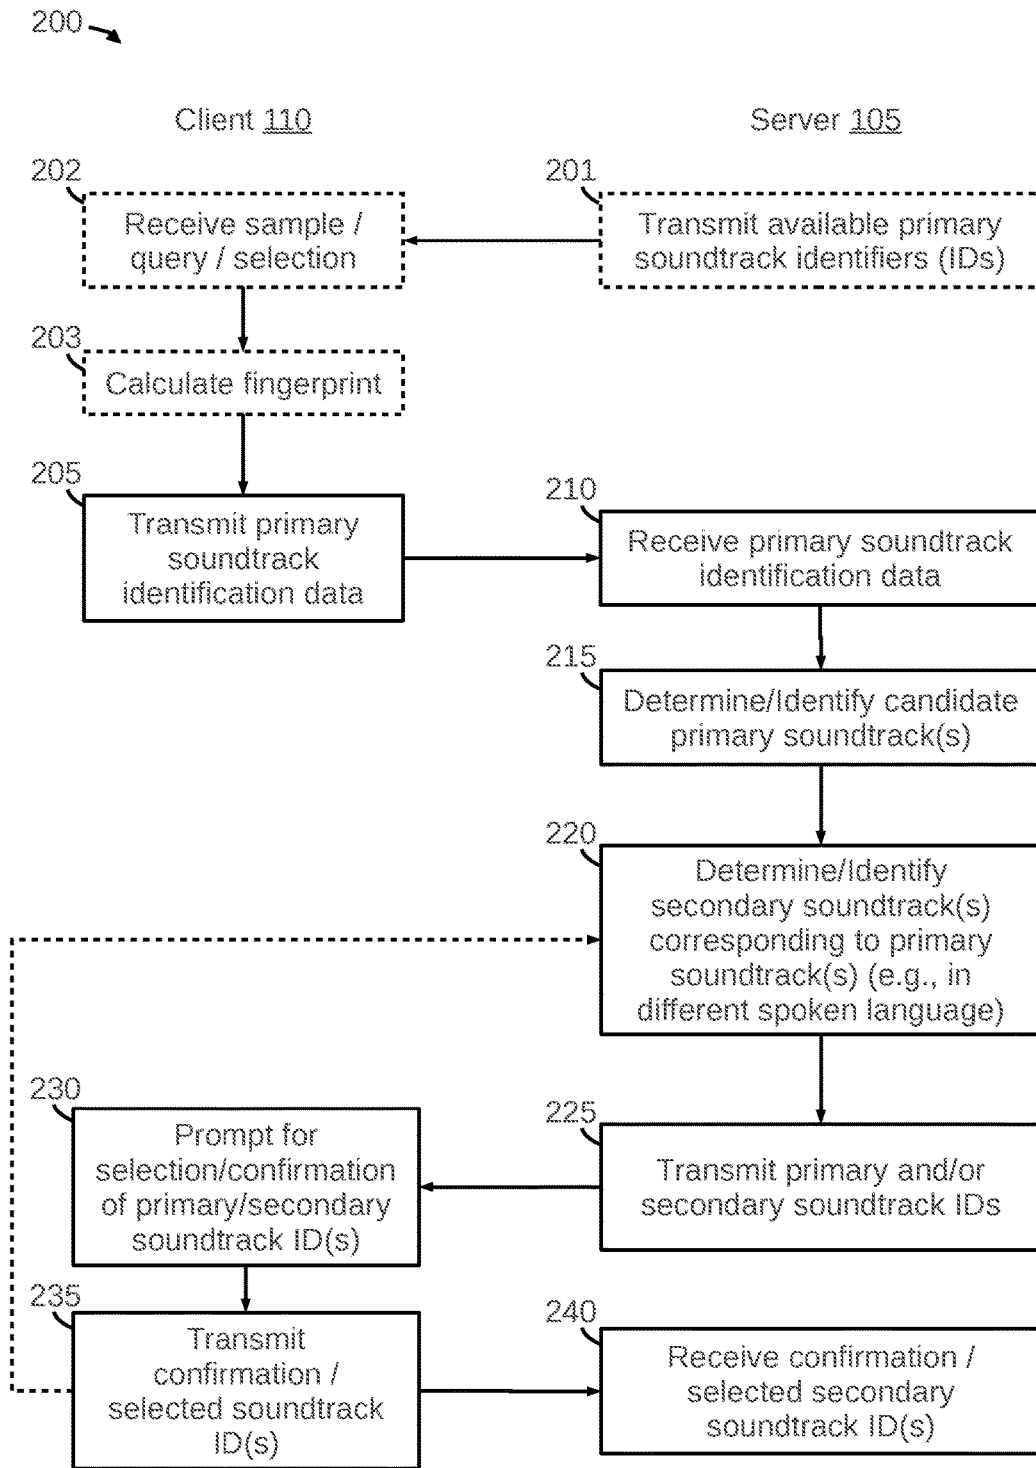 200
Client 110
Server 105
202
Receive sample /
query / selection
201
Transmit available primary
soundtrack identifiers (IDs)
203
Calculate fingerprint
205
Transmit primary
soundtrack
identification data
210
Receive primary soundtrack
identification data
215
Determine/Identify candidate
primary soundtrack(s)
220
Determine/Identify
secondary soundtrack(s)
corresponding to primary
soundtrack(s) (e.g., in
different spoken language)
225
Transmit primary and/or
secondary soundtrack IDs
230
Prompt for
selection/confirmation
of primary/secondary
soundtrack ID(s)
235
Transmit
confirmation /
selected soundtrack
ID(s)
240
Receive confirmation /
selected secondary
soundtrack ID(s)